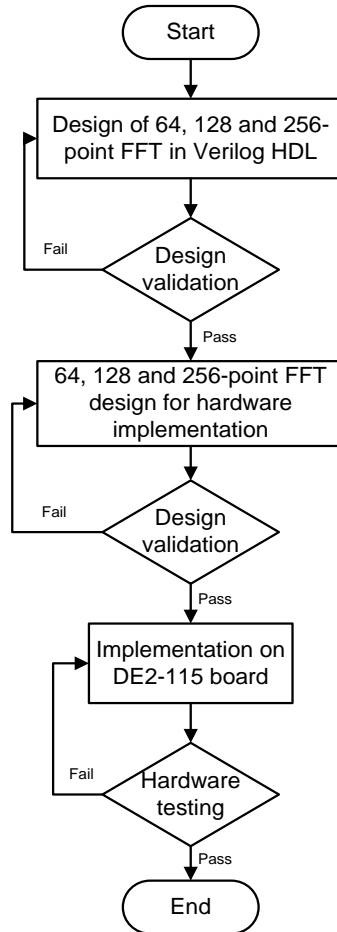 Start
Design of 64, 128 and 256-
point FFT in Verilog HDL
Fail
Design
validation
Pass
64, 128 and 256-point FFT
design for hardware
implementation
Fail
Design
validation
Pass
Implementation on
DE2-115 board
Fail
Hardware
testing
Pass
End